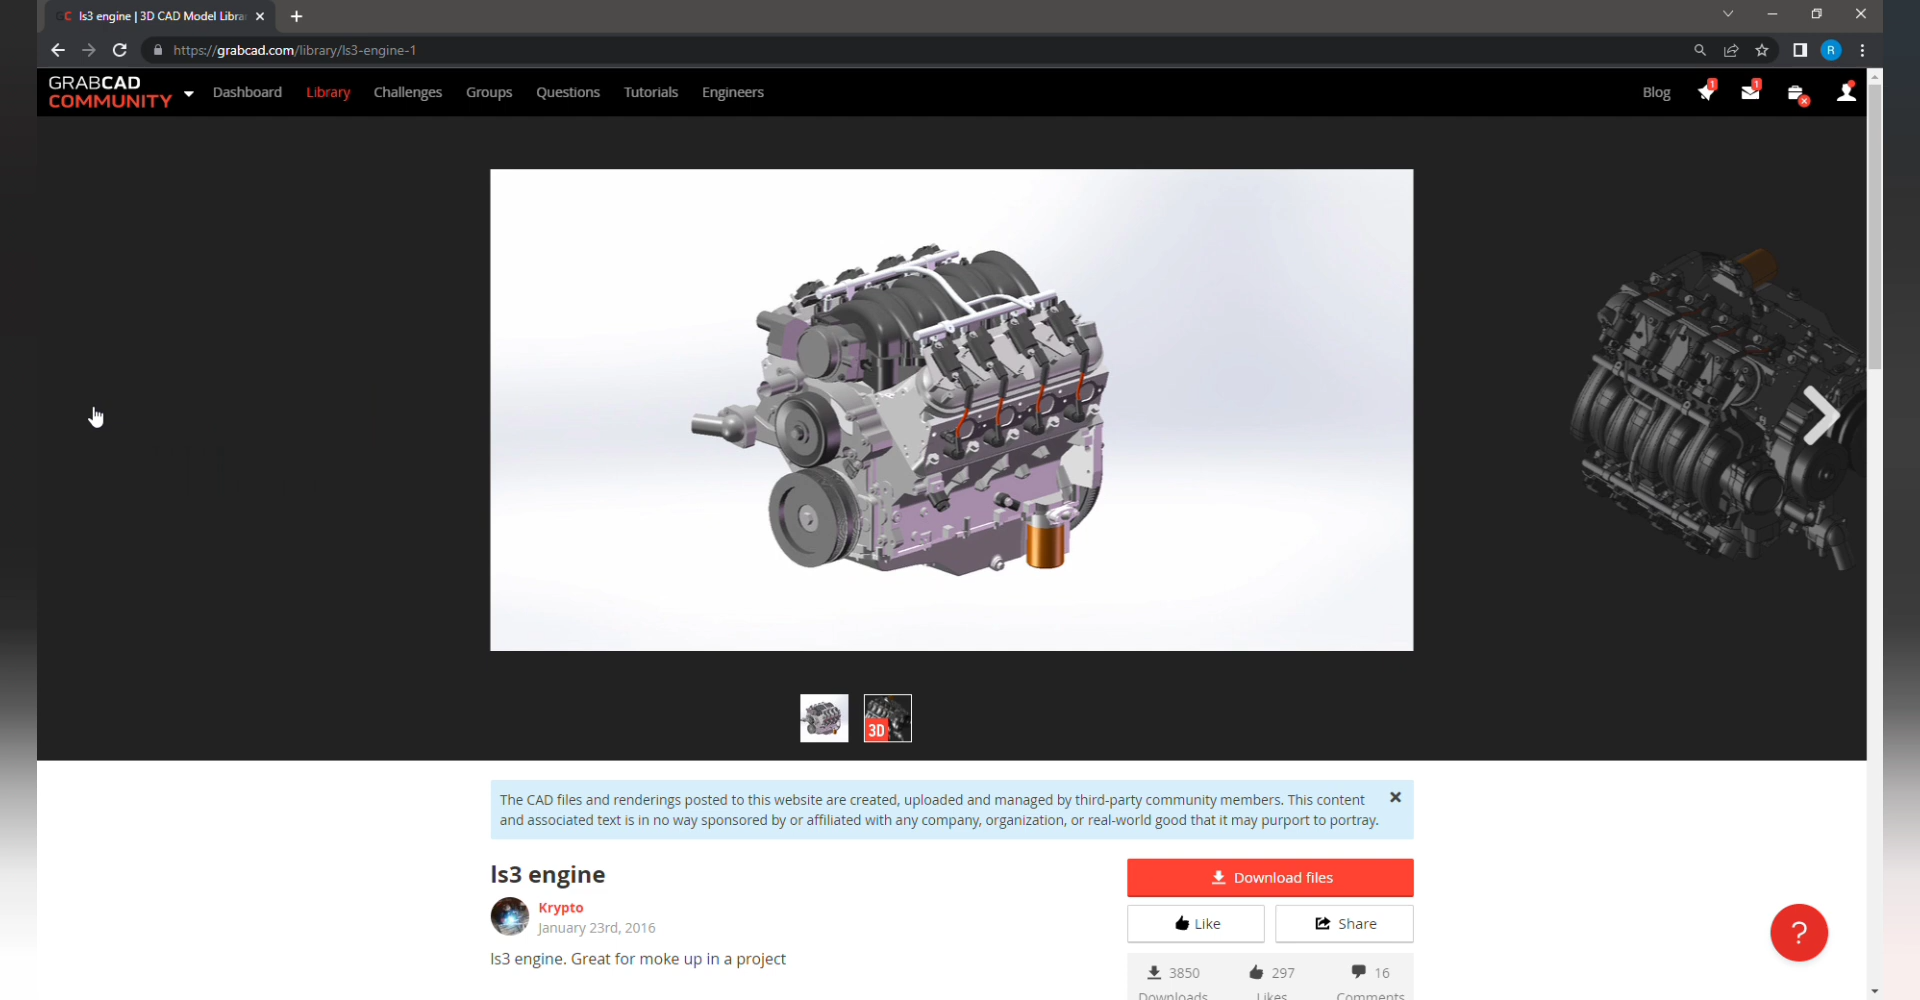 ls3 engine | 3D CAD Model Libra
https://grabcad.com/library/ls3-engine-1
R
GRABCAD
COMMUNITY
Dashboard
Library
Challenges
Groups
Questions
Tutorials
Engineers
Blog
1
1
3D
The CAD files and renderings posted to this website are created, uploaded and managed by third-party community members. This content
and associated text is in no way sponsored by or affiliated with any company, organization, or real-world good that it may purport to portray.
ls3 engine
Krypto
January 23rd, 2016
ls3 engine. Great for moke up in a project
Download files
Like
Share
3850
297
16
Downloads
Likes
Comments
?